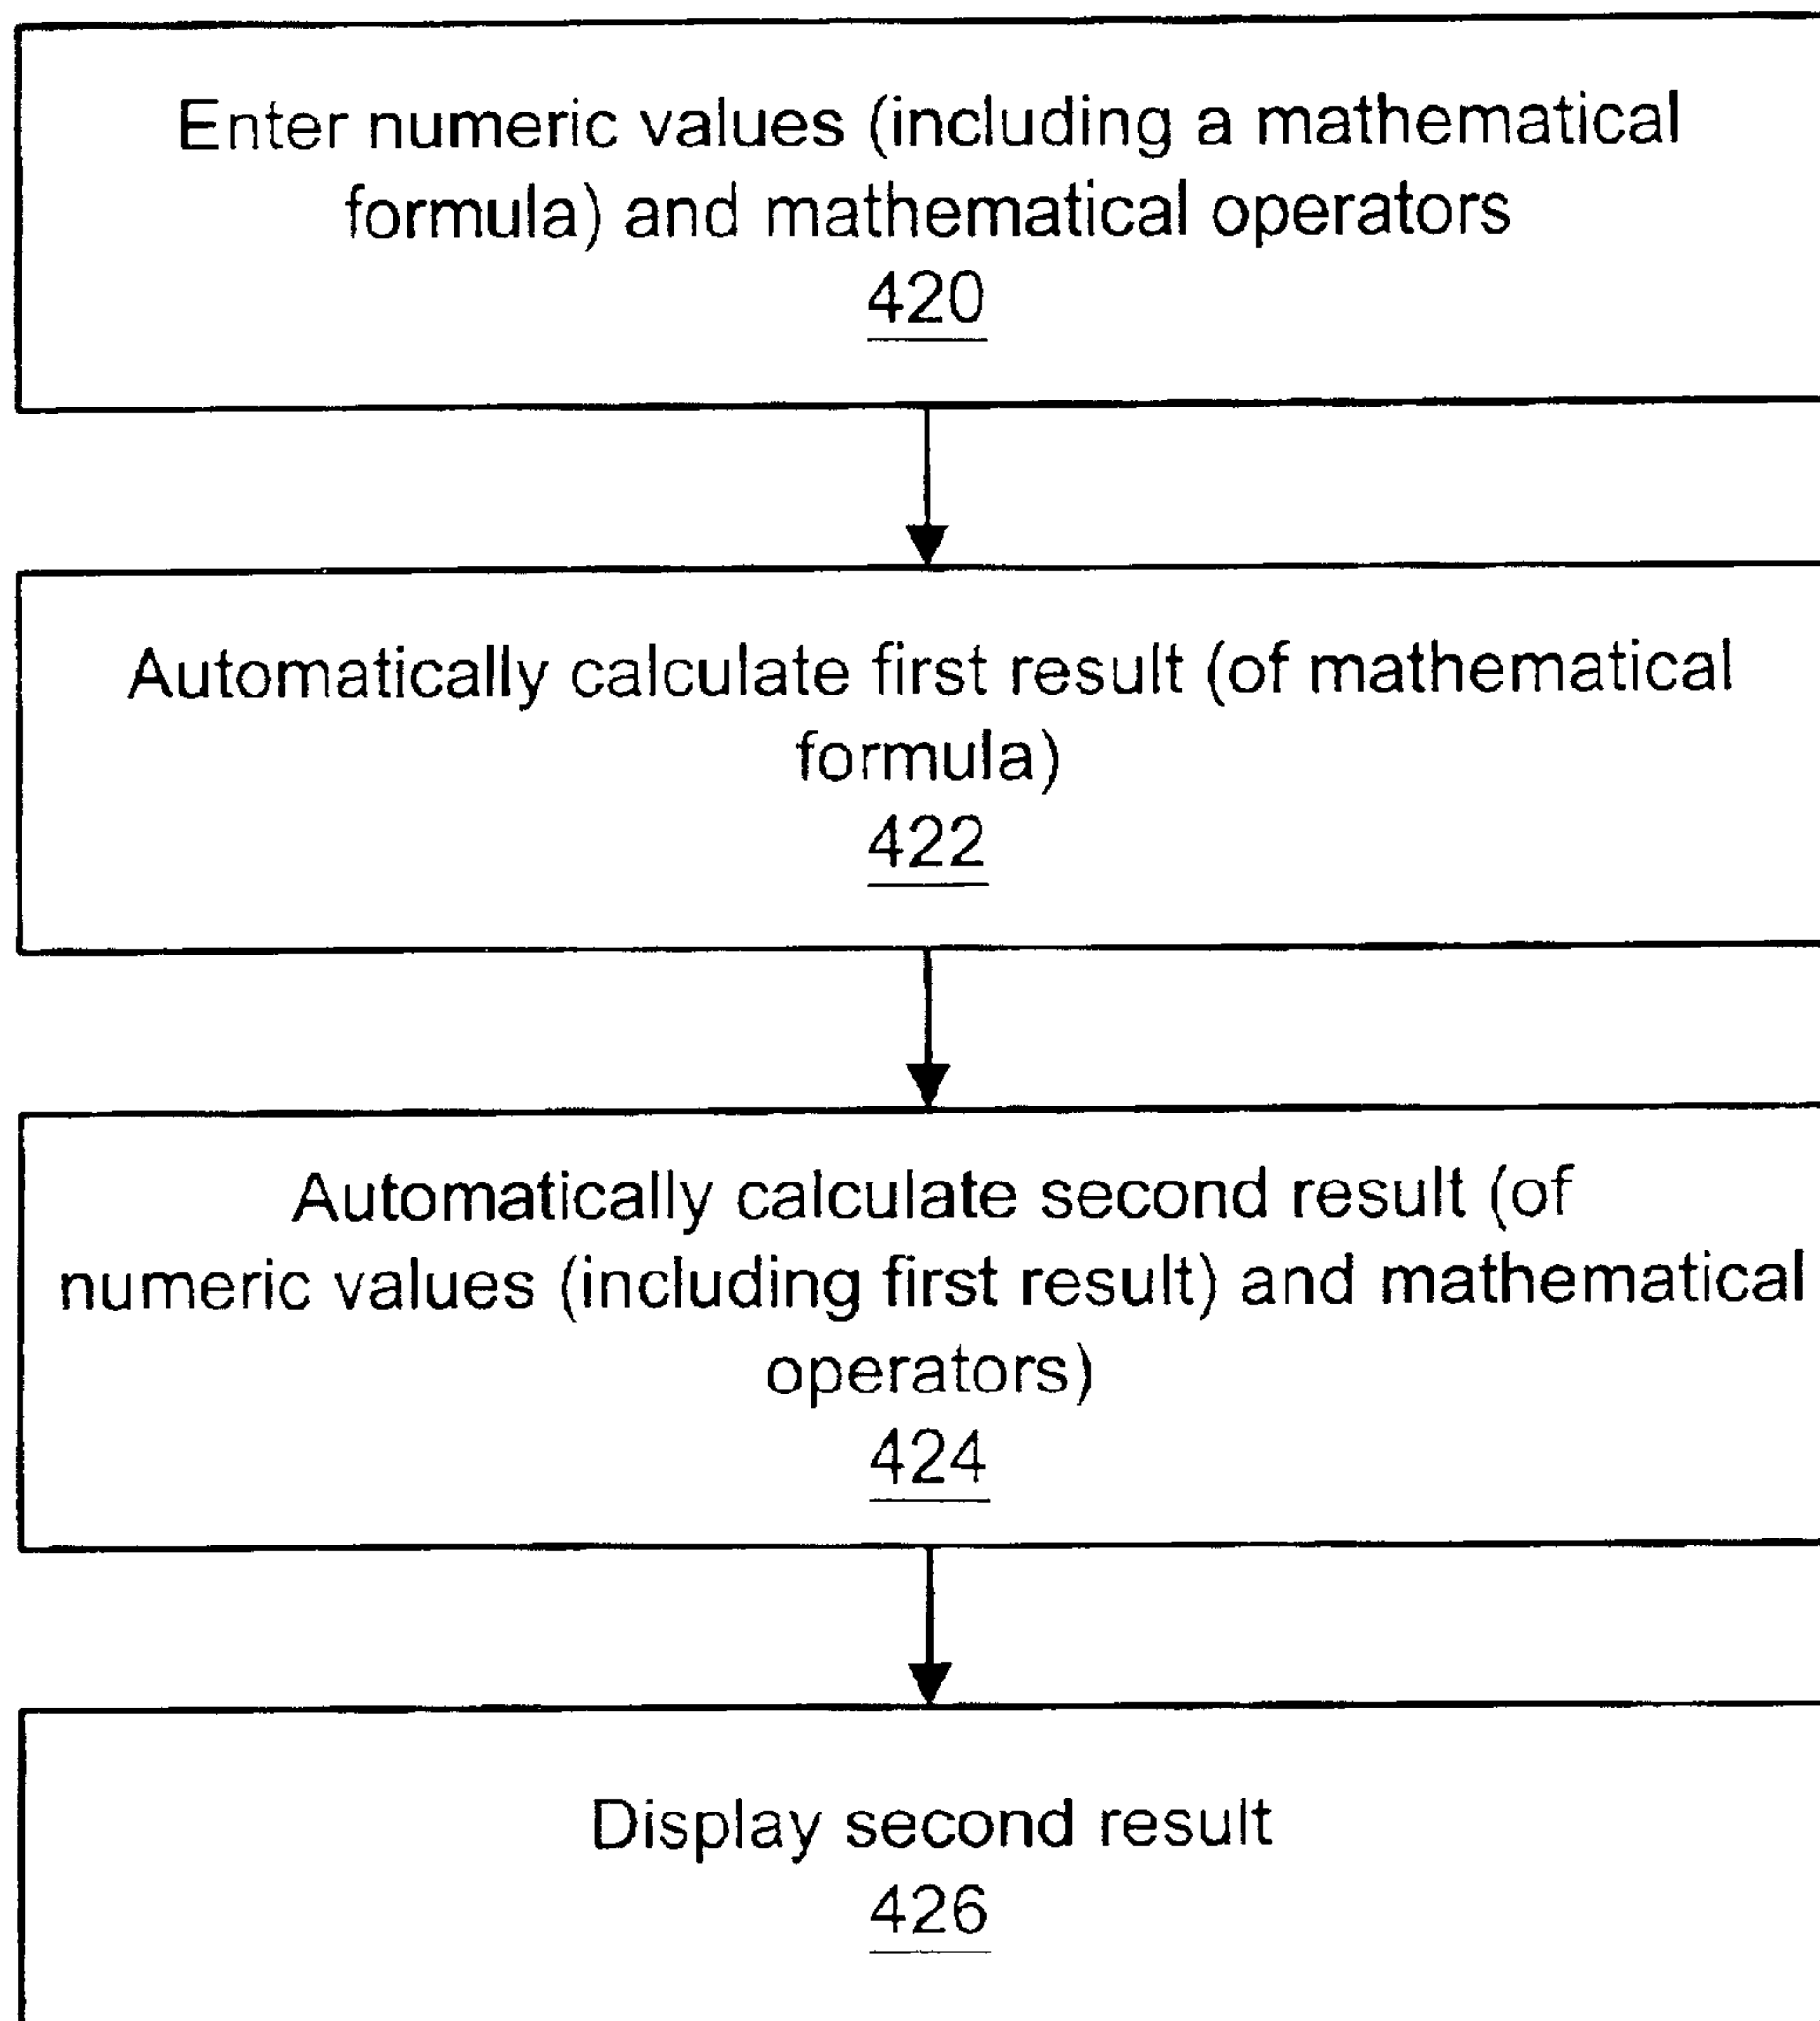 Enter numeric values (including a mathematical
formula) and mathematical operators
420
Automatically calculate first result (of mathematical
formula)
422
Automatically calculate second result (of
numeric values (including first result) and mathematical
operators)
424
Display second result
426